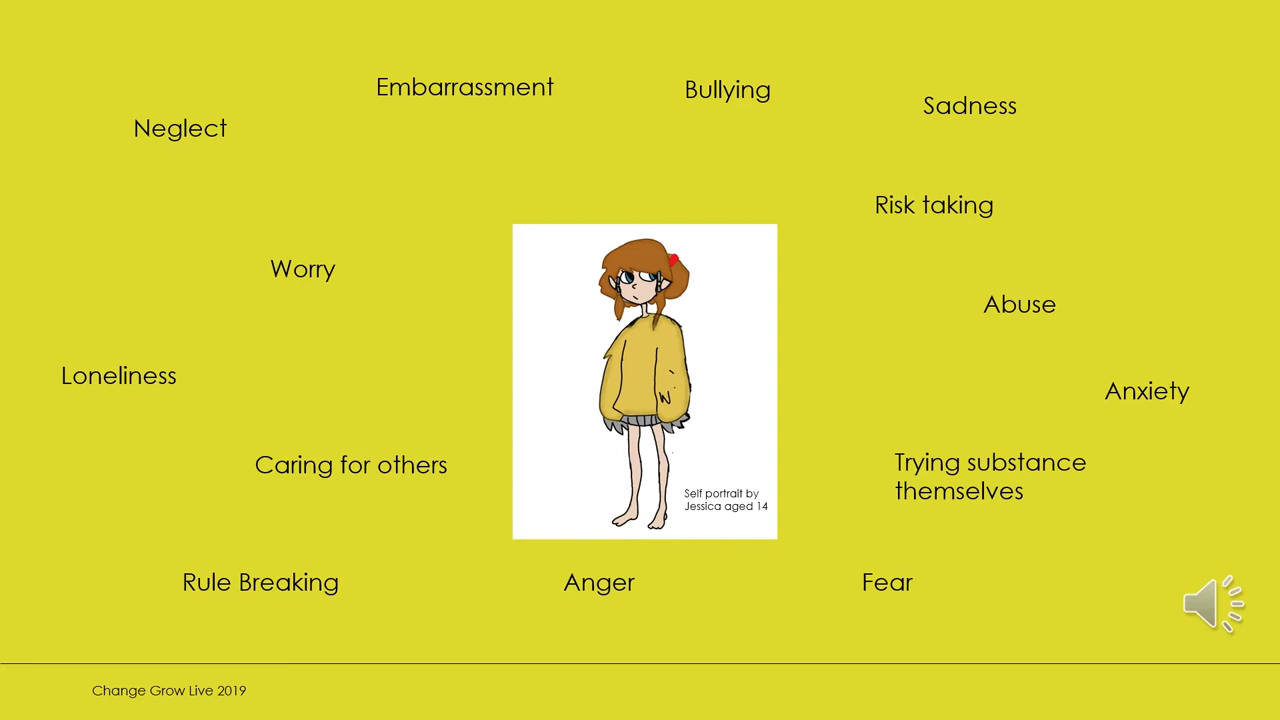 Embarrassment
Bullying
Sadness
Neglect
Risk taking
Worry
Abuse
Loneliness
Anxiety
Caring for others
Trying substance
themselves
Self portrait by
Jessica aged 14
Rule Breaking
Anger
Fear
Change Grow Live 2019